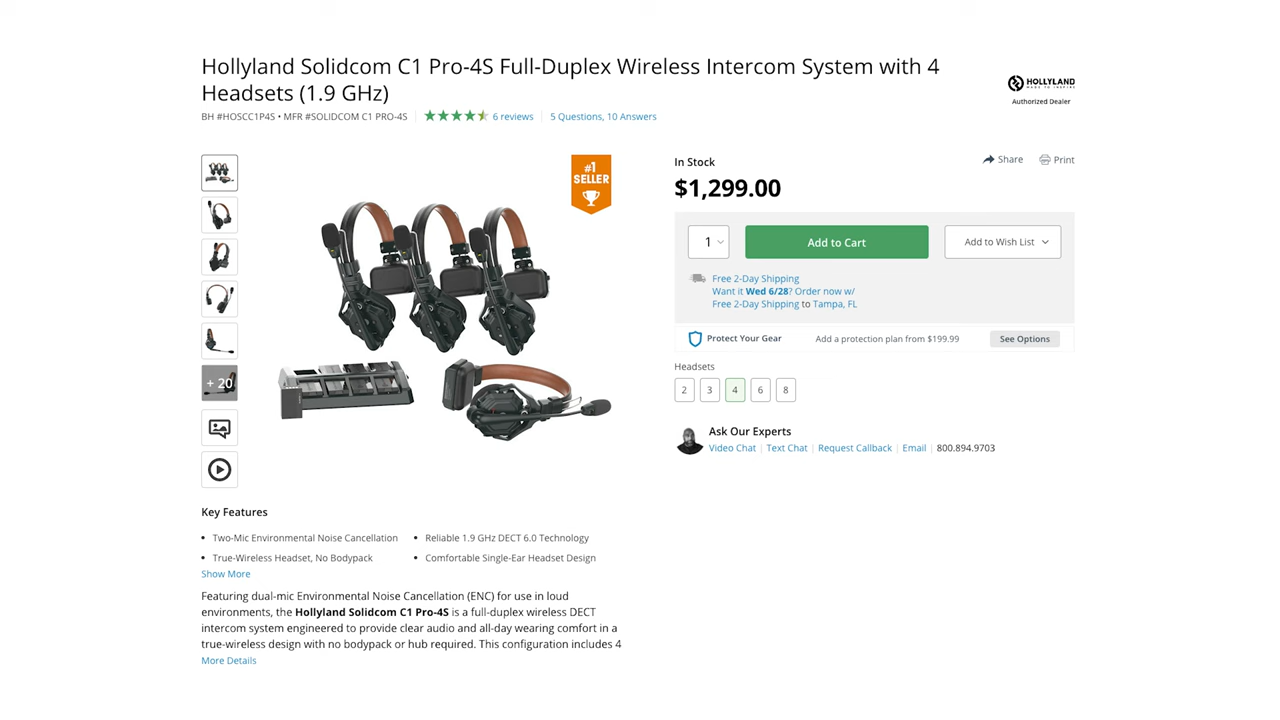 Hollyland Solidcom C1 Pro-4S Full-Duplex Wireless Intercom System with 4
Headsets (1.9 GHz)
BH #HOSCC1P4S • MFR #SOLIDCOM C1 PRO-4S
6 reviews
5 Questions, 10 Answers
HOLLYLAND
MADE TO INSPIRE
Authorized Dealer
#1
SELLER
+ 20
In Stock
Share
Print
$1,299.00
1
Add to Cart
Add to Wish List
Free 2-Day Shipping
Want it Wed 6/28? Order now w/
Free 2-Day Shipping to Tampa, FL
Protect Your Gear
Add a protection plan from $199.99
See Options
Headsets
2 3 4 6 8
Ask Our Experts
Video Chat | Text Chat | Request Callback | Email | 800.894.9703
Key Features
• Two-Mic Environmental Noise Cancellation
• Reliable 1.9 GHz DECT 6.0 Technology
• True-Wireless Headset, No Bodypack
• Comfortable Single-Ear Headset Design
Show More
Featuring dual-mic Environmental Noise Cancellation (ENC) for use in loud
environments, the Hollyland Solidcom C1 Pro-4S is a full-duplex wireless DECT
intercom system engineered to provide clear audio and all-day wearing comfort in a
true-wireless design with no bodypack or hub required. This configuration includes 4
More Details